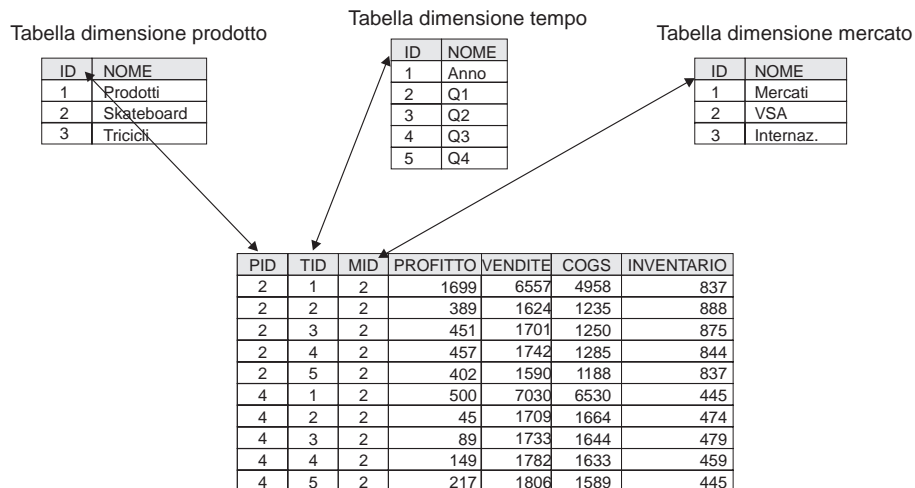 Tabella dimensione prodotto
ID NOME
1 Prodotti
2 Skateboard
3 Tricicli
Tabella dimensione tempo
ID NOME
1 Anno
2 Q1
3 Q2
4 Q3
5 Q4
Tabella dimensione mercato
ID NOME
1 Mercati
2 VSA
3 Internaz.
PID TID MID PROFITTO VENDITE COGS INVENTARIO
2 1 2 1699 6557 4958 837
2 2 2 389 1624 1235 888
2 3 2 451 1701 1250 875
2 4 2 457 1742 1285 844
2 5 2 402 1590 1188 837
4 1 2 500 7030 6530 445
4 2 2 45 1709 1664 474
4 3 2 89 1733 1644 479
4 4 2 149 1782 1633 459
4 5 2 217 1806 1589 445